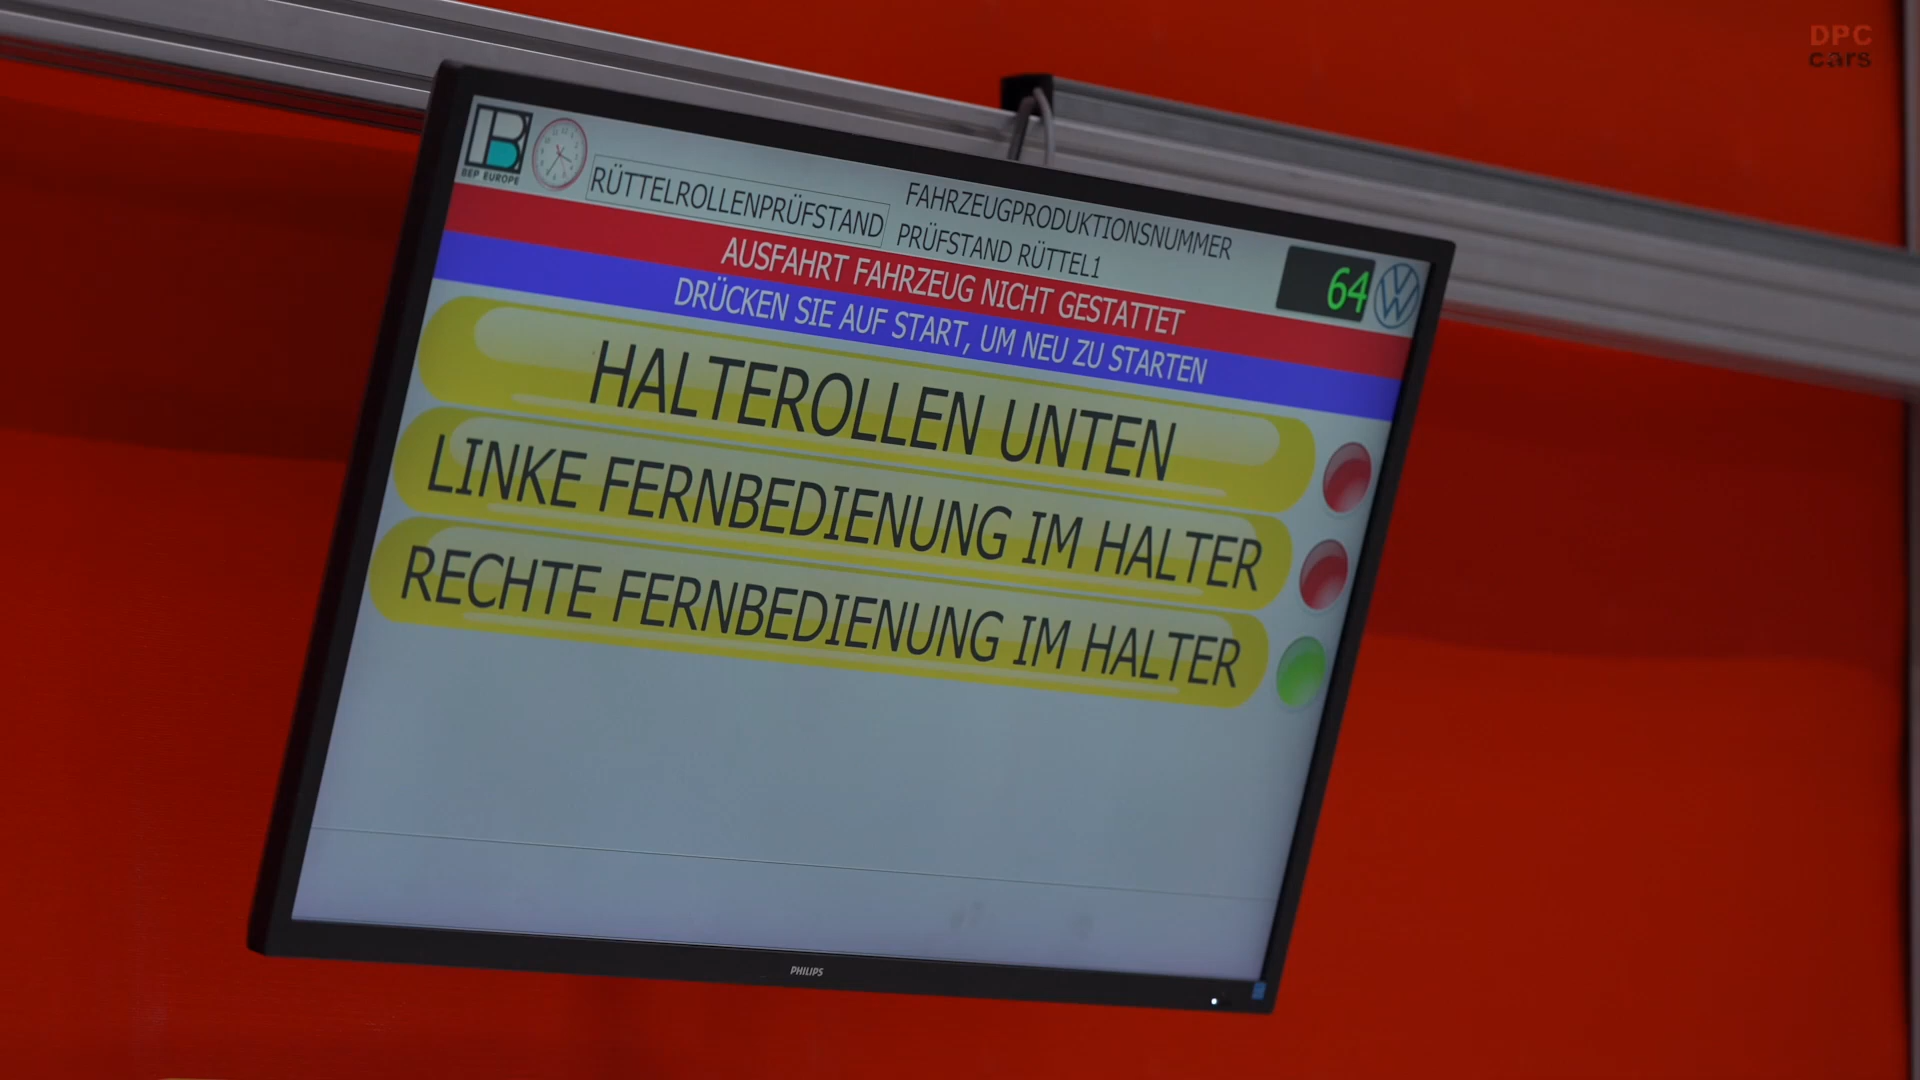 DPC
cars
BEP EUROPE
RÜTTELROLLENPRÜFSTAND
FAHRZEUGPRODUKTIONSNUMMER
PRÜFSTAND RÜTTEL1
64
AUSFAHRT FAHRZEUG NICHT GESTATTET
DRÜCKEN SIE AUF START, UM NEU ZU STARTEN
HALTEROLLEN UNTEN
LINKE FERNBEDIENUNG IM HALTER
RECHTE FERNBEDIENUNG IM HALTER
PHILIPS